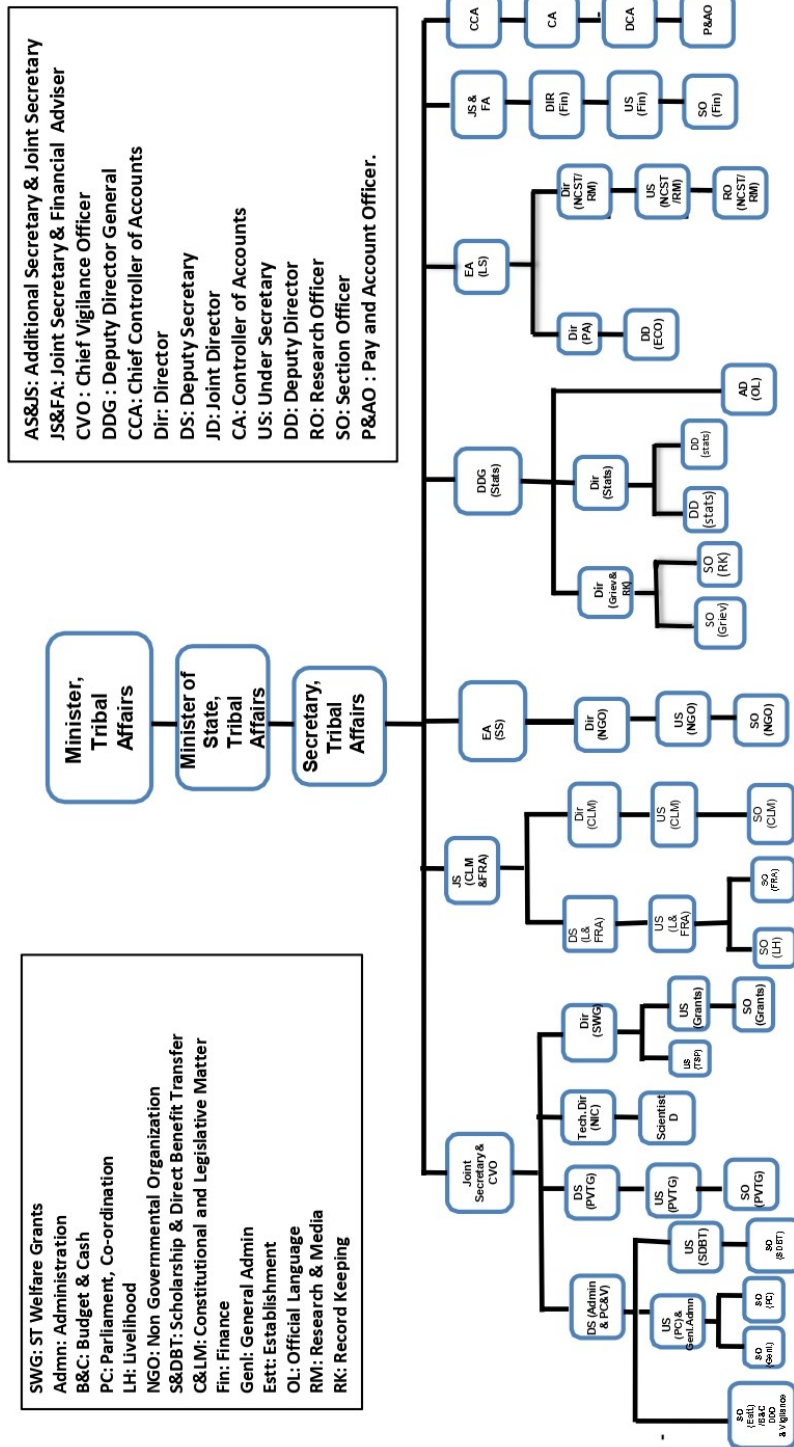 SWG: ST Welfare Grants
Admn: Administration
B&C: Budget & Cash
PC: Parliament, Co-ordination
LH: Livelihood
NGO: Non Governmental Organization
S&DBT: Scholarship & Direct Benefit Transfer
C&LM: Constitutional and Legislative Matter
Fin: Finance
Genl: General Admin
Estt: Establishment
OL: Official Language
RM: Research & Media
RK: Record Keeping
Minister,
Tribal
Affairs
Minister of
State,
Tribal
Affairs
Secretary,
Tribal
Affairs
AS&JS: Additional Secretary & Joint Secretary
JS&FA: Joint Secretary & Financial Adviser
CVO : Chief Vigilance Officer
DDG : Deputy Director General
CCA: Chief Controller of Accounts
Dir: Director
DS: Deputy Secretary
JD: Joint Director
CA: Controller of Accounts
US: Under Secretary
DD: Deputy Director
RO: Research Officer
SO: Section Officer
P&AO : Pay and Account Officer.
Joint
Secretary &
CVO
DS (Admin
& PC&V)
SO
(Estt.)
/B&C
DDO
& Vigilance
US
(PC) &
Genl.Admn
SO
(Genl.)
SO
(PC)
US
(SDBT)
SO
(SDBT)
DS
(PVTG)
US
(PVTG)
SO
(PVTG)
Tech.Dir
(NIC)
Scientist
D
Dir
(SWG)
US
(TSP)
US
(Grants)
SO
(Grants)
JS
(CLM
&FRA)
DS
(L&
FRA)
US
(L&
FRA)
SO
(LH)
SO
(FRA)
Dir
(CLM)
US
(CLM)
SO
(CLM)
EA
(SS)
Dir
(NGO)
US
(NGO)
SO
(NGO)
DDG
(Stats)
Dir
(Griev&
RK)
SO
(Griev)
SO
(RK)
Dir
(Stats)
DD
(stats)
DD
(stats)
AD
(OL)
EA
(LS)
Dir
(PA)
DD
(ECO)
Dir
(NCST/
RM)
US
(NCST
/RM)
RO
(NCST/
RM)
JS &
FA
DIR
(Fin)
US
(Fin)
SO
(Fin)
CCA
CA
DCA
P&AO